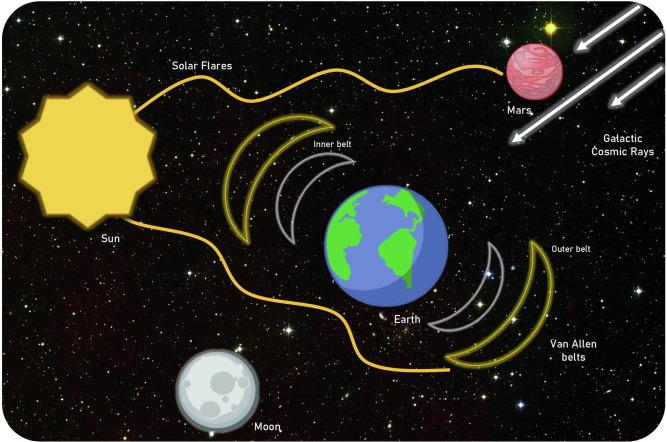 Solar Flares
Mars
Galactic
Cosmic Rays
Inner belt
Sun
Outer belt
Earth
Van Allen
belts
Moon